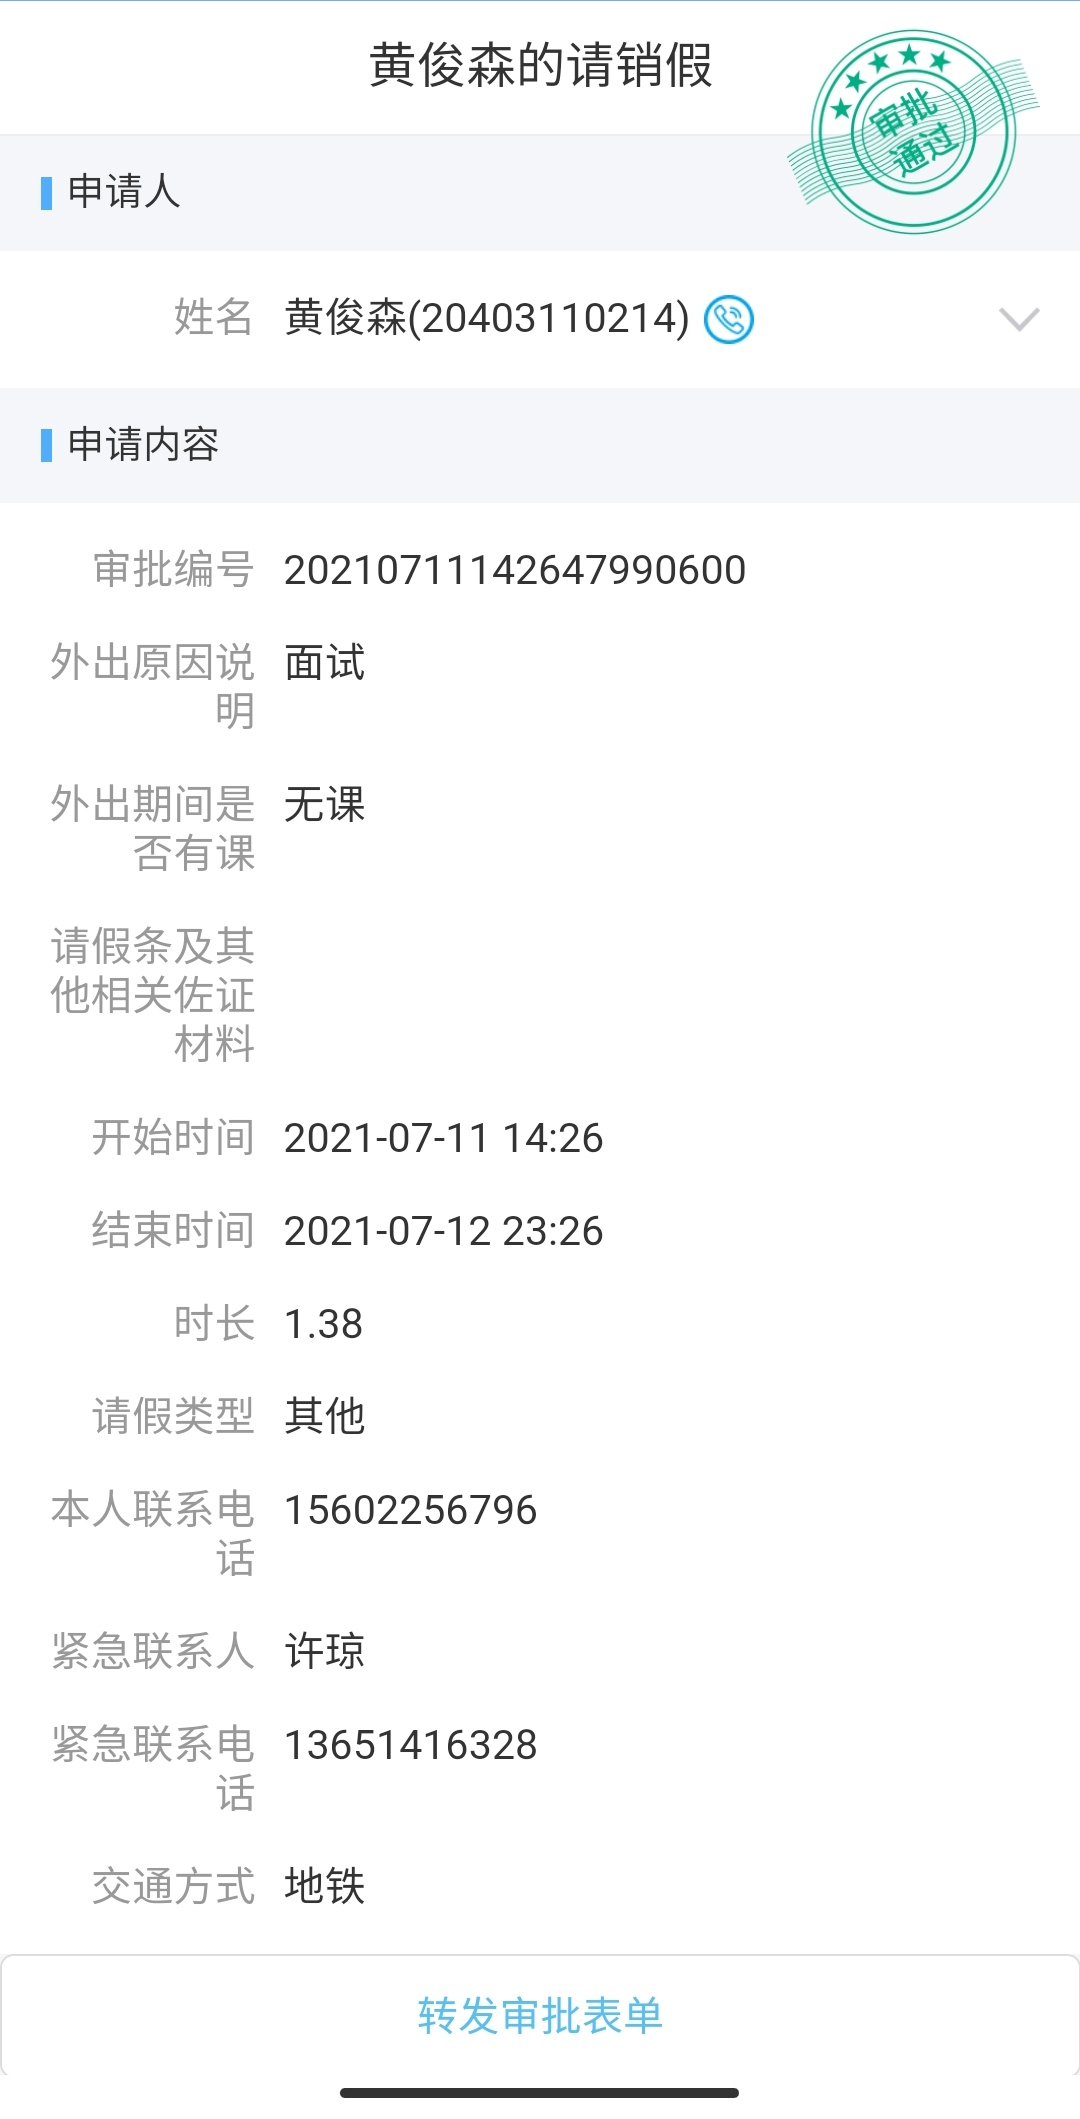 黄俊森的请销假
审批
通过
申请人
姓名 黄俊森(20403110214)
申请内容
审批编号 20210711142647990600
外出原因说 面试
明
外出期间是 无课
否有课
请假条及其
他相关佐证
材料
开始时间 2021-07-11 14:26
结束时间 2021-07-12 23:26
时长 1.38
请假类型 其他
本人联系电 15602256796
话
紧急联系人 许琼
紧急联系电 13651416328
话
交通方式 地铁
转发审批表单